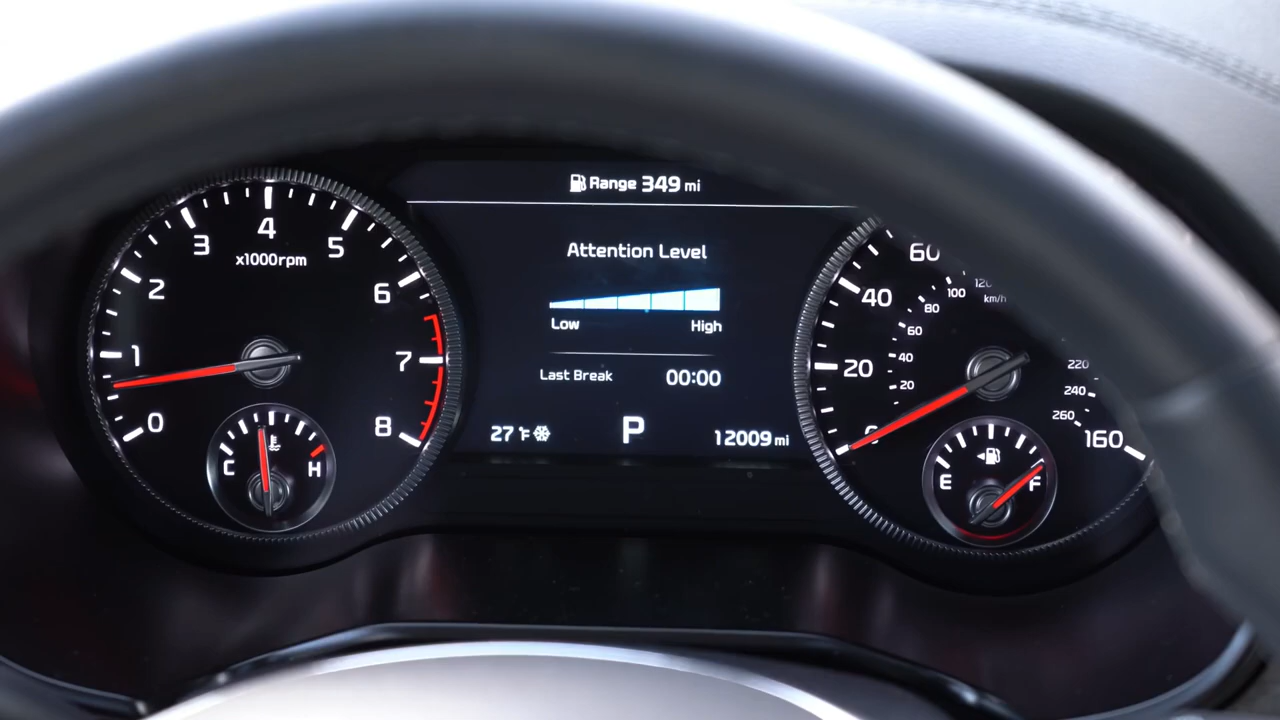 Range 349 mi
Attention Level
Low High
Last Break 00:00
27 °F P 12009 mi
0
1
2
3
4
5
6
7
8
x1000rpm
C H
20
40
60
160
20
40
60
80
100
km/h
220
240
260
E F